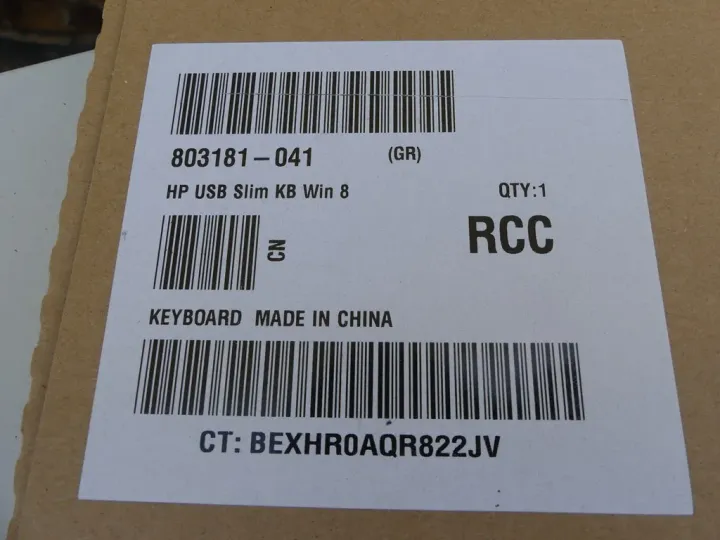 803181-041 (GR)
HP USB Slim KB Win 8 QTY:1
CN RCC
KEYBOARD MADE IN CHINA
CT: BEXHR0AQR822JV